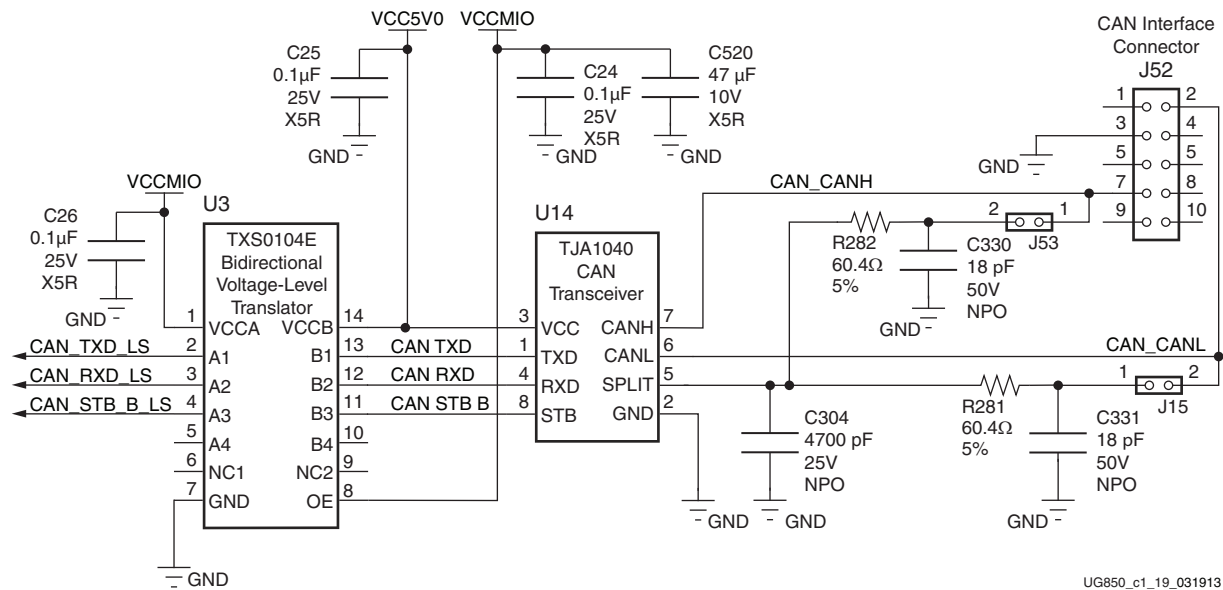 VCC5V0
VCCMIO
C25
0.1µF
25V
X5R
GND
C24
0.1µF
25V
X5R
GND
C520
47 µF
10V
X5R
GND
CAN Interface
Connector
J52
1
2
3
4
5
5
7
8
9
10
GND
VCCMIO
C26
0.1µF
25V
X5R
GND
U3
TXS0104E
Bidirectional
Voltage-Level
Translator
1
VCCA
VCCB
14
CAN_TXD_LS
2
A1
B1
13
CAN TXD
CAN_RXD_LS
3
A2
B2
12
CAN RXD
CAN_STB_B_LS
4
A3
B3
11
CAN STB B
5
A4
B4
10
6
NC1
NC2
9
7
GND
OE
8
GND
U14
TJA1040
CAN
Transceiver
3
VCC
CANH
7
1
TXD
CANL
6
4
RXD
SPLIT
5
8
STB
GND
2
GND
CAN_CANH
R282
60.4Ω
5%
2
1
J53
C330
18 pF
50V
NPO
GND
CAN_CANL
C304
4700 pF
25V
NPO
GND
R281
60.4Ω
5%
1
2
J15
C331
18 pF
50V
NPO
GND
UG850_c1_19_031913